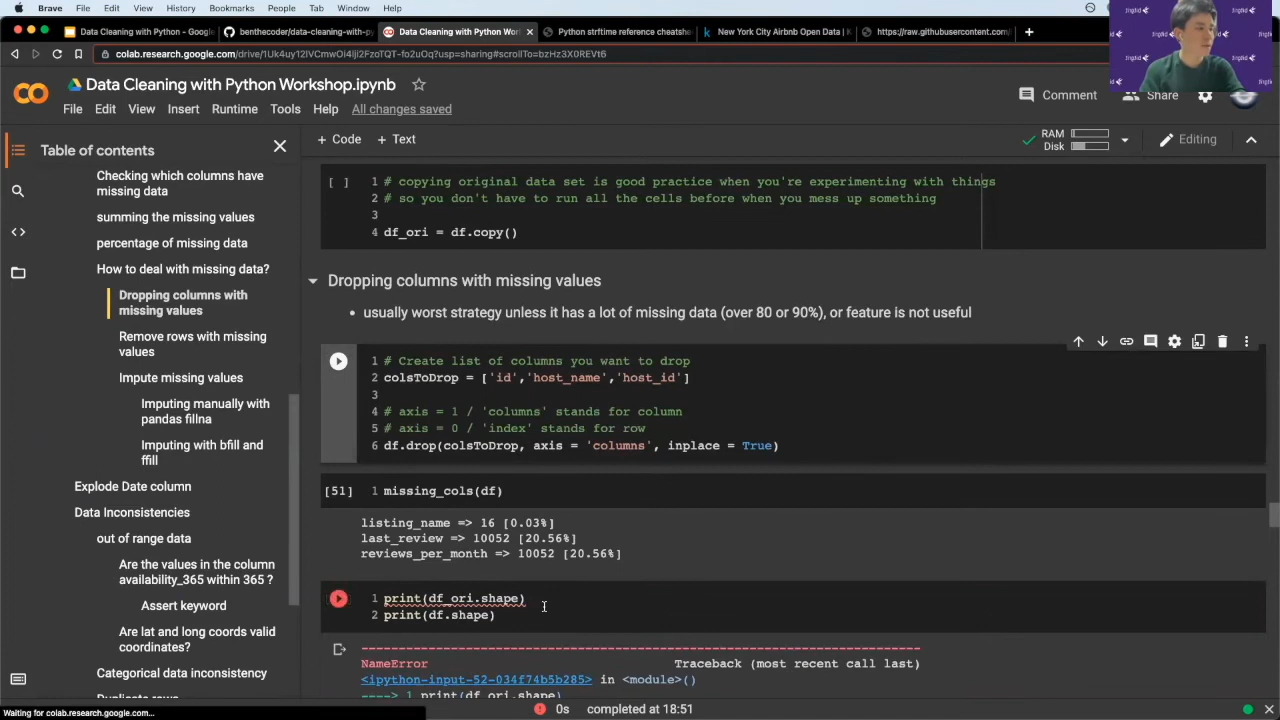 Brave File Edit View History Bookmarks People Tab Window Help
Data Cleaning with Python - Google
benthecoder/data-cleaning-with-py
Data Cleaning with Python Work
Python strftime reference cheatshe
New York City Airbnb Open Data | K
https://raw.githubusercontent.com/
colab.research.google.com/drive/1Uk4uy12lVCmwOl4ljl2FzoTQT-fo2uOq?usp=sharing#scrollTo=bzHz3X0REVt6
Data Cleaning with Python Workshop.ipynb
Comment
Share
File Edit View Insert Runtime Tools Help All changes saved
+ Code + Text
RAM
Disk
Editing
Table of contents
Checking which columns have
missing data
summing the missing values
percentage of missing data
How to deal with missing data?
Dropping columns with
missing values
Remove rows with missing
values
Impute missing values
Imputing manually with
pandas fillna
Imputing with bfill and
ffill
Explode Date column
Data Inconsistencies
out of range data
Are the values in the column
availability_365 within 365 ?
Assert keyword
Are lat and long coords valid
coordinates?
Categorical data inconsistency
Duplicate rows
[ ] 1 # copying original data set is good practice when you're experimenting with things
2 # so you don't have to run all the cells before when you mess up something
3
4 df_ori = df.copy()
Dropping columns with missing values
• usually worst strategy unless it has a lot of missing data (over 80 or 90%), or feature is not useful
1 # Create list of columns you want to drop
2 colsToDrop = ['id','host_name','host_id']
3
4 # axis = 1 / 'columns' stands for column
5 # axis = 0 / 'index' stands for row
6 df.drop(colsToDrop, axis = 'columns', inplace = True)
[51] 1 missing_cols(df)
listing_name => 16 [0.03%]
last_review => 10052 [20.56%]
reviews_per_month => 10052 [20.56%]
1 print(df_ori.shape)
2 print(df.shape)
NameError Traceback (most recent call last)
<ipython-input-52-034f74b5b285> in <module>()
----> 1 print(df_ori.shape)
Waiting for colab.research.google.com...
0s completed at 18:51